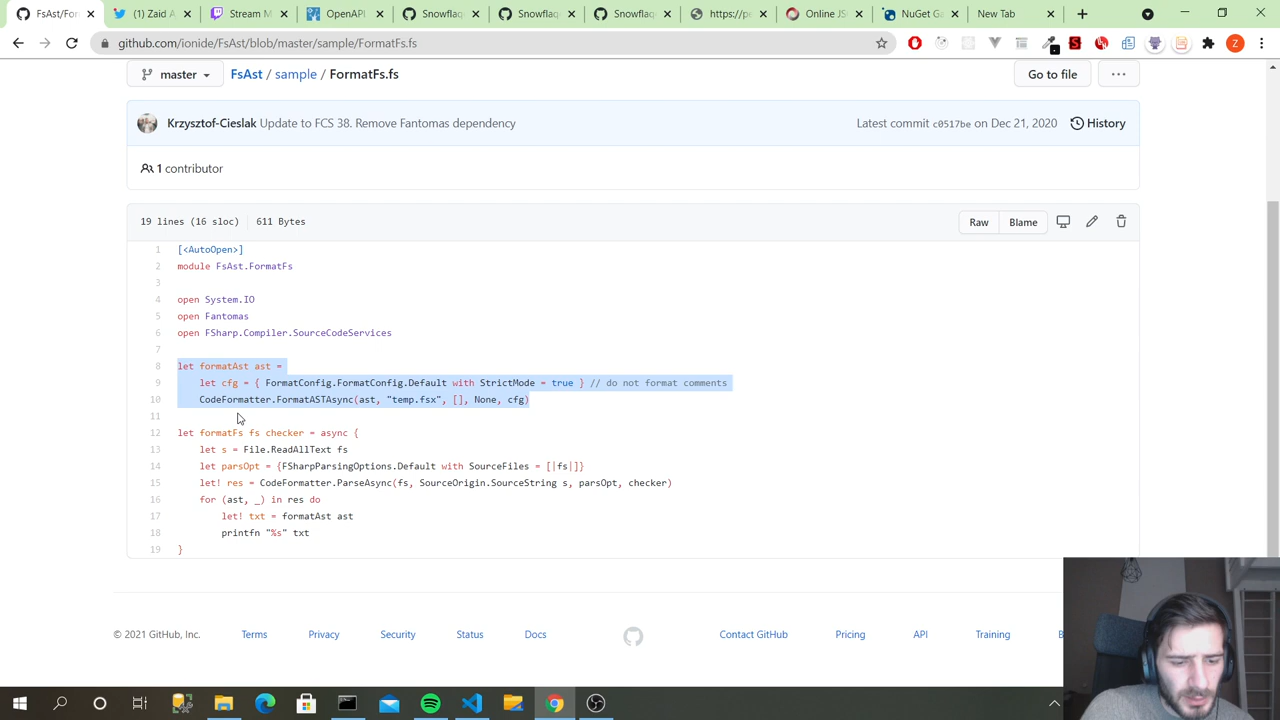 FsAst/Fo
Zaid A
Stream M
OpenAPI
Snowflaq
Snowflaq
Snowflaq
https://pe
Online JS
NuGet Ga
New Tab
github.com/ionide/FsAst/blob/master/sample/FormatFs.fs
Z
master
FsAst / sample / FormatFs.fs
Go to file
Krzysztof-Cieslak Update to FCS 38. Remove Fantomas dependency
Latest commit c0517be on Dec 21, 2020
History
1 contributor
19 lines (16 sloc) 611 Bytes
Raw
Blame
1 [<AutoOpen>]
2 module FsAst.FormatFs
3
4 open System.IO
5 open Fantomas
6 open FSharp.Compiler.SourceCodeServices
7
8 let formatAst ast =
9 let cfg = { FormatConfig.FormatConfig.Default with StrictMode = true } // do not format comments
10 CodeFormatter.FormatASTAsync(ast, "temp.fsx", [], None, cfg)
11
12 let formatFs fs checker = async {
13 let s = File.ReadAllText fs
14 let parsOpt = {FSharpParsingOptions.Default with SourceFiles = [|fs|]}
15 let! res = CodeFormatter.ParseAsync(fs, SourceOrigin.SourceString s, parsOpt, checker)
16 for (ast, _) in res do
17 let! txt = formatAst ast
18 printfn "%s" txt
19 }
© 2021 GitHub, Inc.
Terms
Privacy
Security
Status
Docs
Contact GitHub
Pricing
API
Training
B